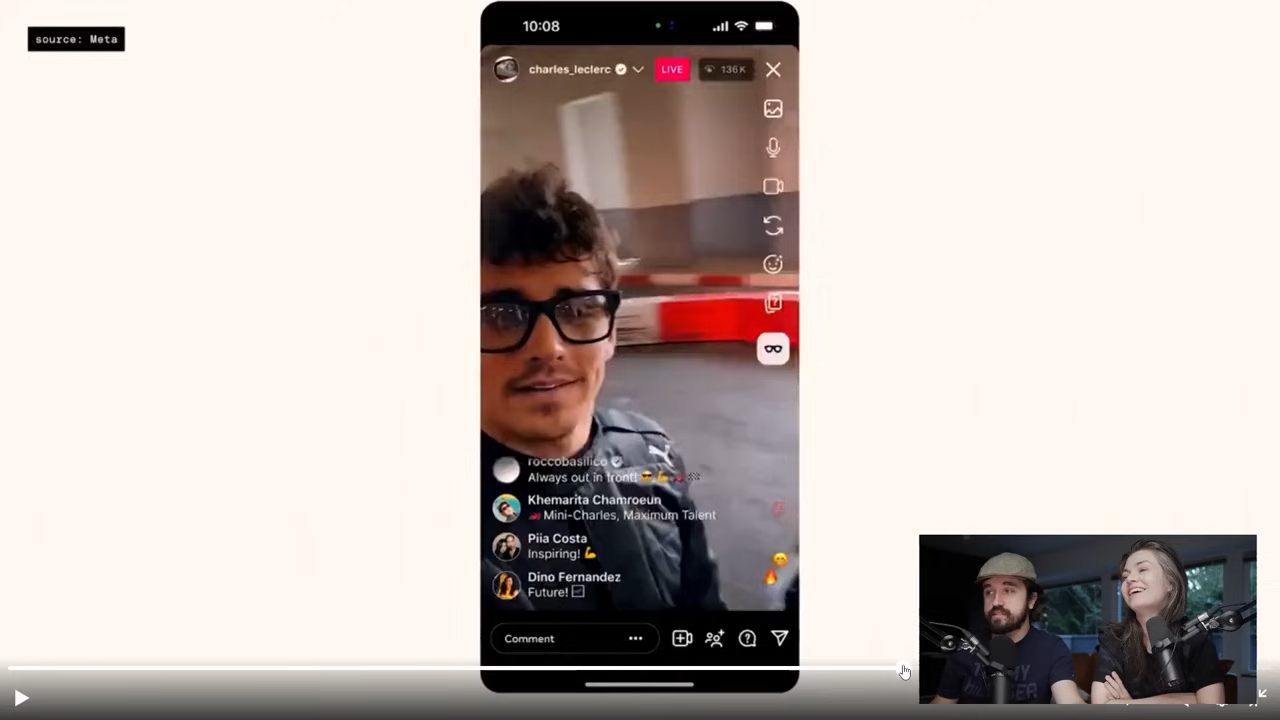 source: Meta
10:08
charles_leclerc
LIVE
136K
roccobasilico
Always out in front! 😎💪🏎️🏁
Khemarita Chamroeun
🏎️ Mini-Charles, Maximum Talent
Piia Costa
Inspiring! 💪
Dino Fernandez
Future!
Comment